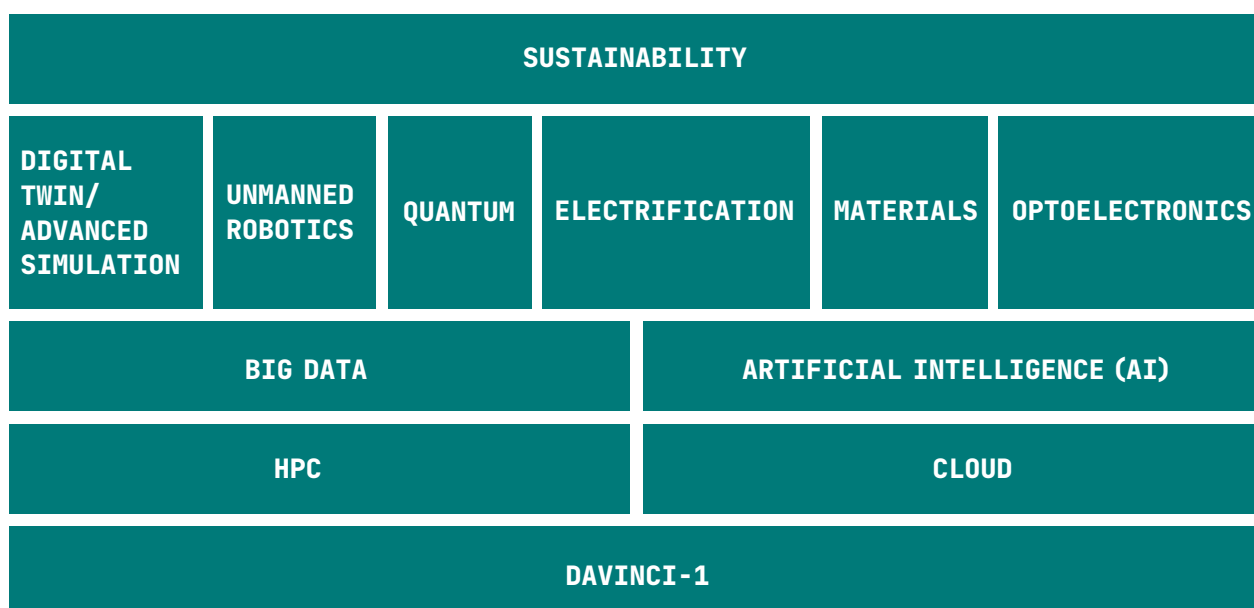 SUSTAINABILITY
DIGITAL
TWIN/
ADVANCED
SIMULATION
UNMANNED
ROBOTICS
QUANTUM
ELECTRIFICATION
MATERIALS
OPTOELECTRONICS
BIG DATA
ARTIFICIAL INTELLIGENCE (AI)
HPC
CLOUD
DAVINCI-1